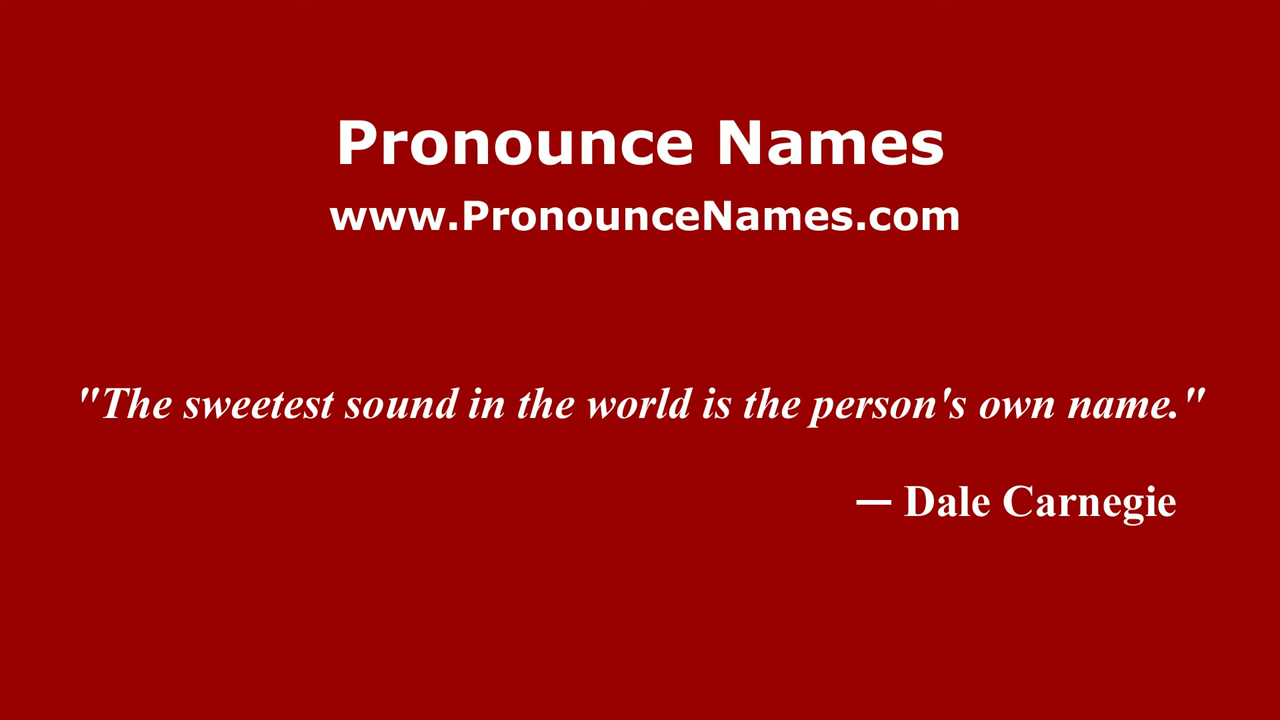 Pronounce Names
www.PronounceNames.com
"The sweetest sound in the world is the person's own name."
— Dale Carnegie